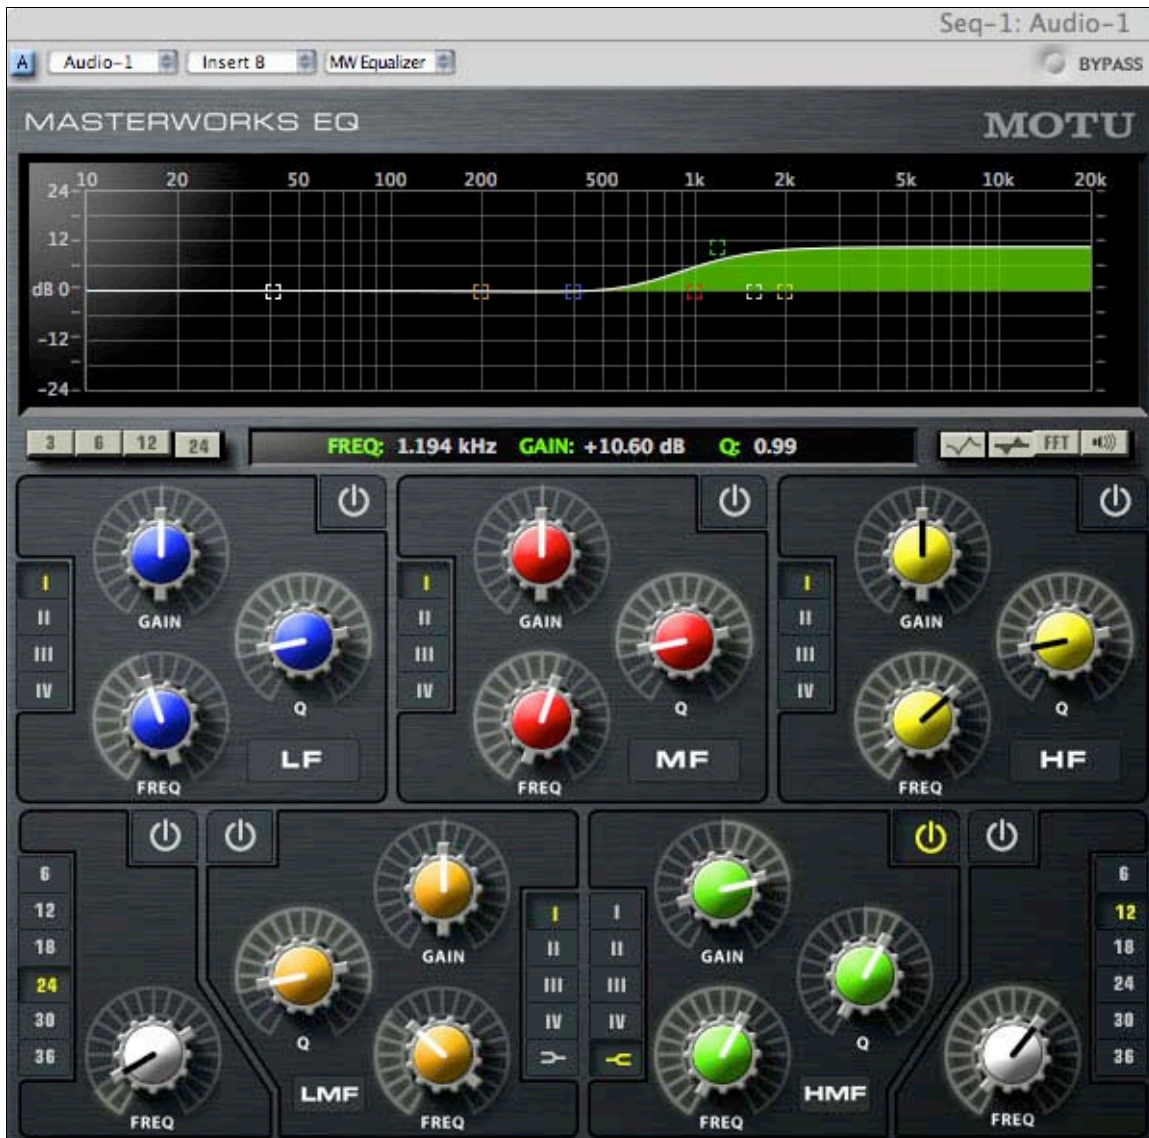 Seq-1: Audio-1
A Audio-1 Insert 8 MW Equalizer BYPASS
MASTERWORKS EQ MOTU
10 20 50 100 200 500 1k 2k 5k 10k 20k
24
12
dB 0
-12
-24
3 6 12 24 FREQ: 1.194 kHz GAIN: +10.60 dB Q: 0.99 FFT
I I I
II GAIN II GAIN II GAIN
III III III
IV IV IV
Q Q Q
LF MF HF
FREQ FREQ FREQ
6 6
12 I I 12
18 GAIN II II GAIN 18
24 III III 24
30 IV IV 30
36 Q Q 36
LMF HMF
FREQ FREQ FREQ FREQ